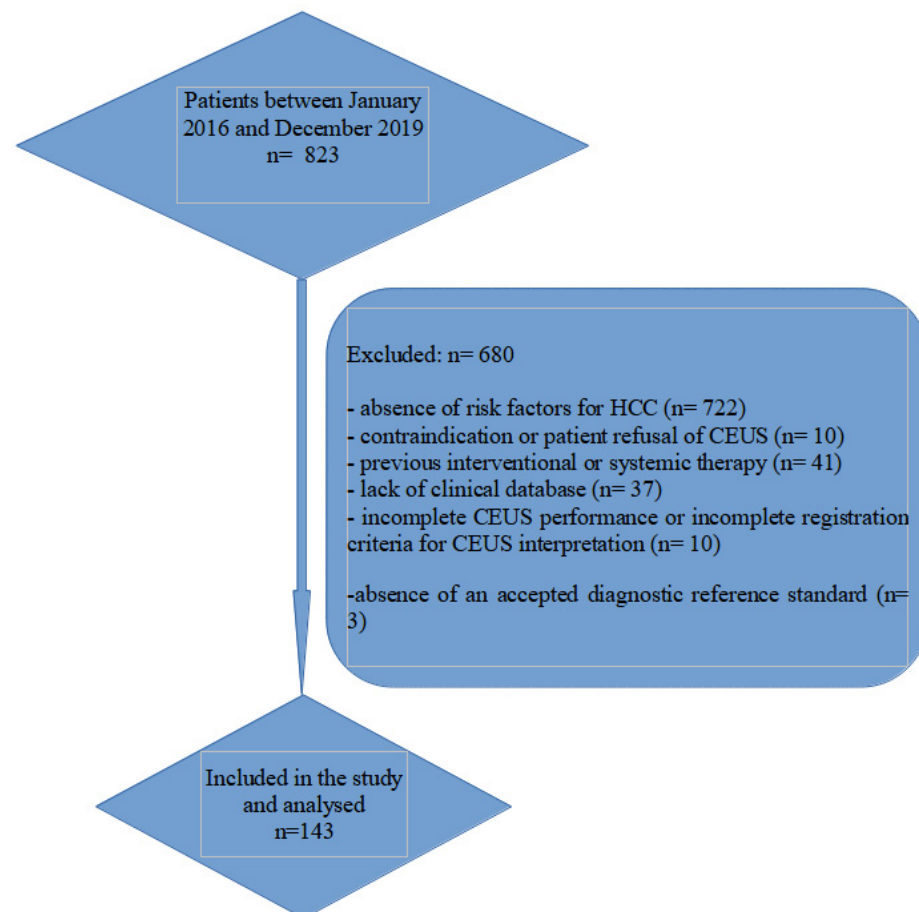 Patients between January
2016 and December 2019
n= 823
Excluded: n= 680
- absence of risk factors for HCC (n= 722)
- contraindication or patient refusal of CEUS (n= 10)
- previous interventional or systemic therapy (n= 41)
- lack of clinical database (n= 37)
- incomplete CEUS performance or incomplete registration
criteria for CEUS interpretation (n= 10)
-absence of an accepted diagnostic reference standard (n=
3)
Included in the study
and analysed
n=143